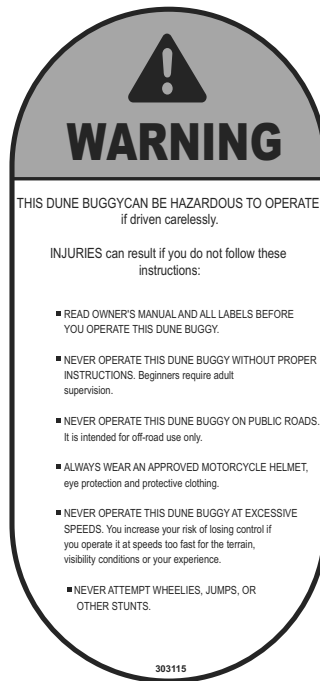 WARNING
THIS DUNE BUGGYCAN BE HAZARDOUS TO OPERATE
if driven carelessly.
INJURIES can result if you do not follow these
instructions:
READ OWNER'S MANUAL AND ALL LABELS BEFORE
YOU OPERATE THIS DUNE BUGGY.
NEVER OPERATE THIS DUNE BUGGY WITHOUT PROPER
INSTRUCTIONS. Beginners require adult
supervision.
NEVER OPERATE THIS DUNE BUGGY ON PUBLIC ROADS.
It is intended for off-road use only.
ALWAYS WEAR AN APPROVED MOTORCYCLE HELMET,
eye protection and protective clothing.
NEVER OPERATE THIS DUNE BUGGY AT EXCESSIVE
SPEEDS. You increase your risk of losing control if
you operate it at speeds too fast for the terrain,
visibility conditions or your experience.
NEVER ATTEMPT WHEELIES, JUMPS, OR
OTHER STUNTS.
303115